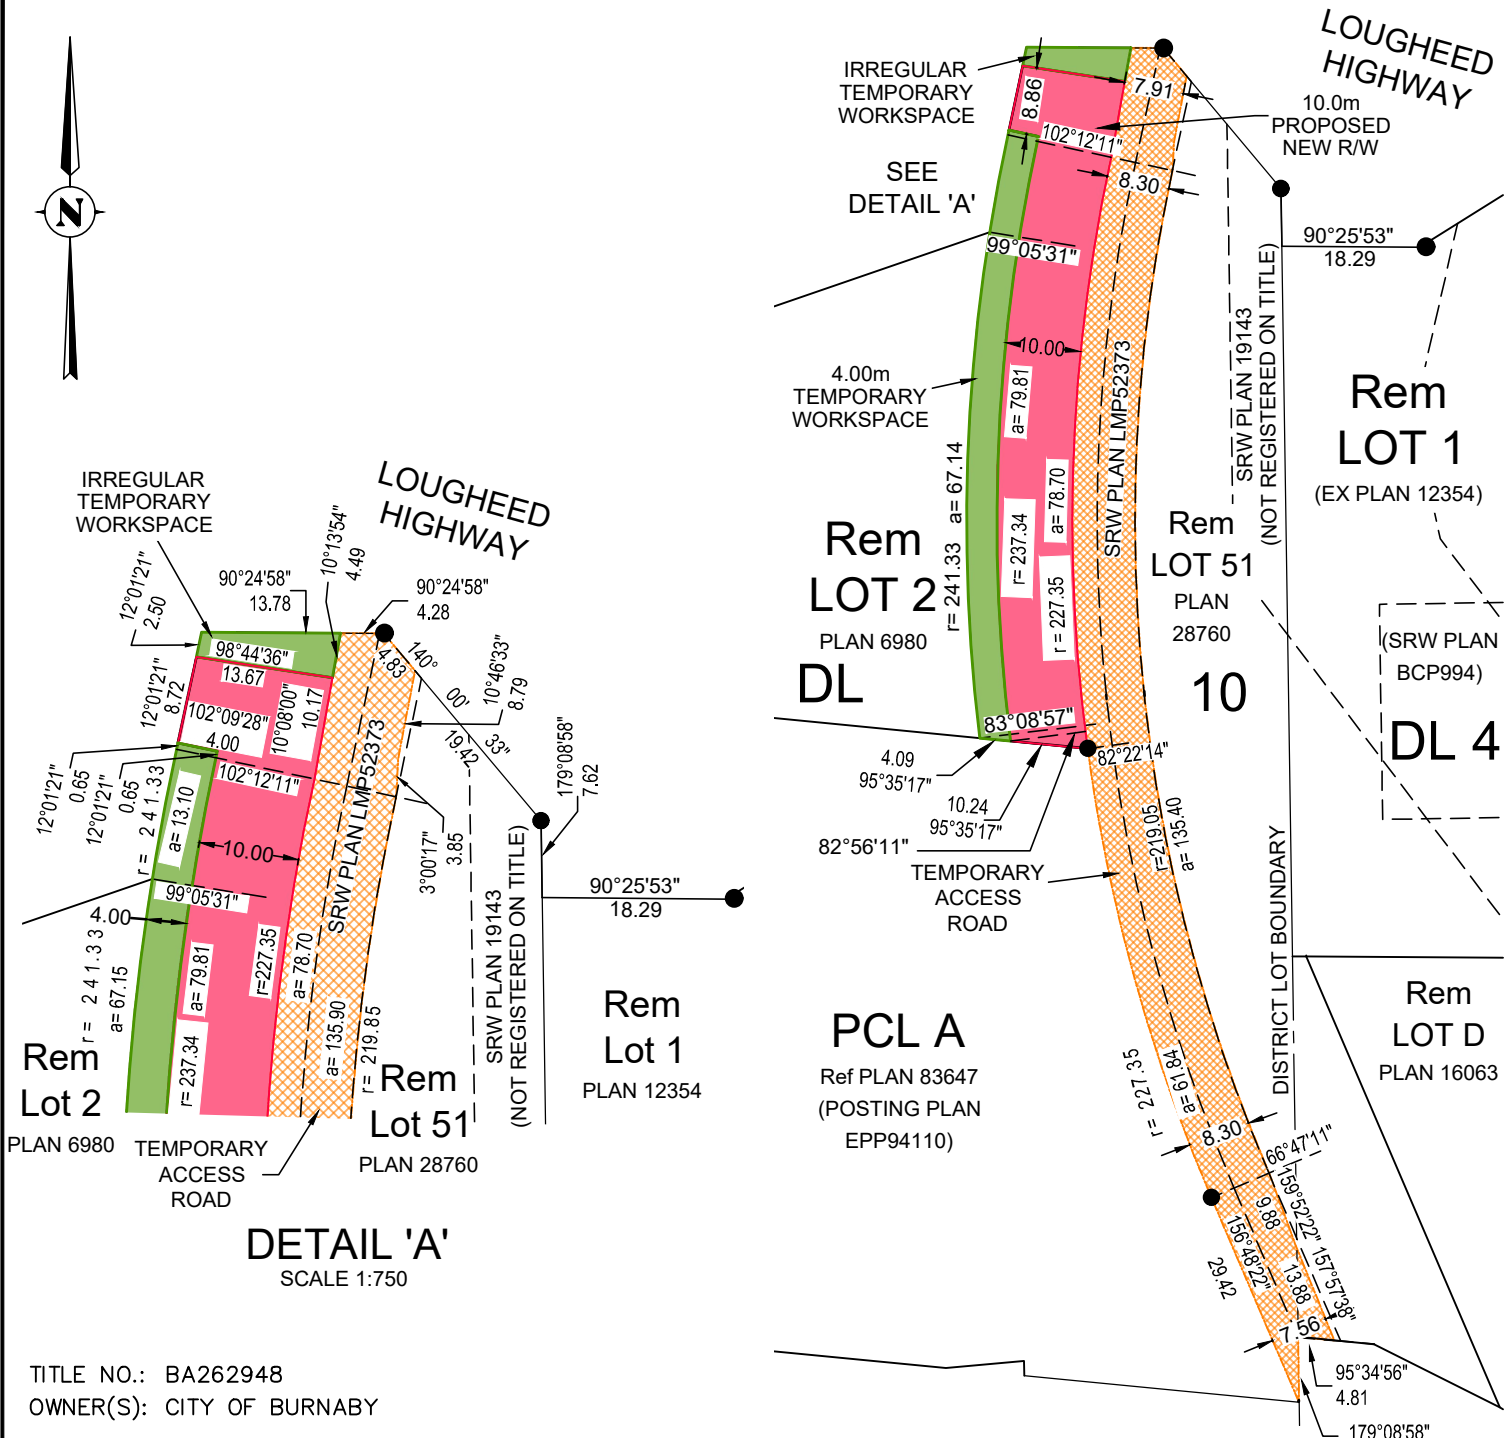 N
IRREGULAR
TEMPORARY
WORKSPACE
LOUGHEED
HIGHWAY
10°13'54"
4.49
90°24'58"
13.78
90°24'58"
4.28
12°01'21"
2.50
98°44'36"
13.67
4.83
140°
00'
33"
19.42
10°46'33"
8.79
12°01'21"
8.72
102°09'28"
4.00
10°08'00"
10.17
102°12'11"
12°01'21"
0.65
12°01'21"
0.65
r= 241.33
a= 13.10
10.00
SRW PLAN LMP52373
3°00'17"
3.85
179°08'58"
7.62
90°25'53"
18.29
99°05'31"
4.00
r= 241.33
a= 67.15
a= 79.81
r= 237.34
r=227.35
a= 78.70
a= 135.90
r= 219.85
SRW PLAN 19143
(NOT REGISTERED ON TITLE)
Rem
Lot 2
PLAN 6980
Rem
Lot 51
PLAN 28760
Rem
Lot 1
PLAN 12354
TEMPORARY
ACCESS
ROAD
DETAIL 'A'
SCALE 1:750
TITLE NO.: BA262948
OWNER(S): CITY OF BURNABY
LOUGHEED
HIGHWAY
IRREGULAR
TEMPORARY
WORKSPACE
8.86
7.91
10.0m
PROPOSED
NEW R/W
102°12'11"
SEE
DETAIL 'A'
8.30
99°05'31"
90°25'53"
18.29
10.00
4.00m
TEMPORARY
WORKSPACE
a= 79.81
a= 67.14
r= 241.33
a= 78.70
r= 237.34
r= 227.35
SRW PLAN LMP52373
SRW PLAN 19143
(NOT REGISTERED ON TITLE)
Rem
LOT 1
(EX PLAN 12354)
Rem
LOT 2
PLAN 6980
Rem
LOT 51
PLAN
28760
(SRW PLAN
BCP994)
DL
10
DL 4
83°08'57"
4.09
95°35'17"
10.24
95°35'17"
82°22'14"
82°56'11"
TEMPORARY
ACCESS
ROAD
r=219.05
a= 135.40
DISTRICT LOT BOUNDARY
PCL A
Ref PLAN 83647
(POSTING PLAN
EPP94110)
Rem
LOT D
PLAN 16063
r= 227.35
a= 61.84
8.30
66°47'11"
159°52'22"
9.88
156°48'22"
29.42
157°57'38"
13.88
7.56
95°34'56"
4.81
179°08'58"